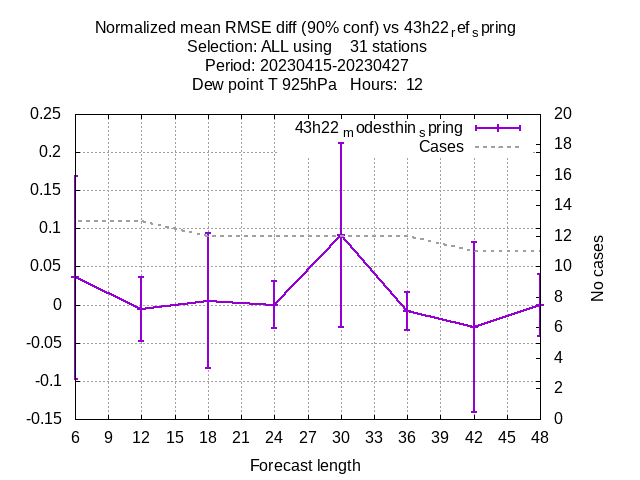 Normalized mean RMSE diff (90% conf) vs 43h22refspring
Selection: ALL using 31 stations
Period: 20230415-20230427
Dew point T 925hPa Hours: 12
43h22modesthinspring
Cases
0.25
0.2
0.15
0.1
0.05
0
-0.05
-0.1
-0.15
20
18
16
14
12
10
8
6
4
2
0
No cases
6 9 12 15 18 21 24 27 30 33 36 39 42 45 48
Forecast length